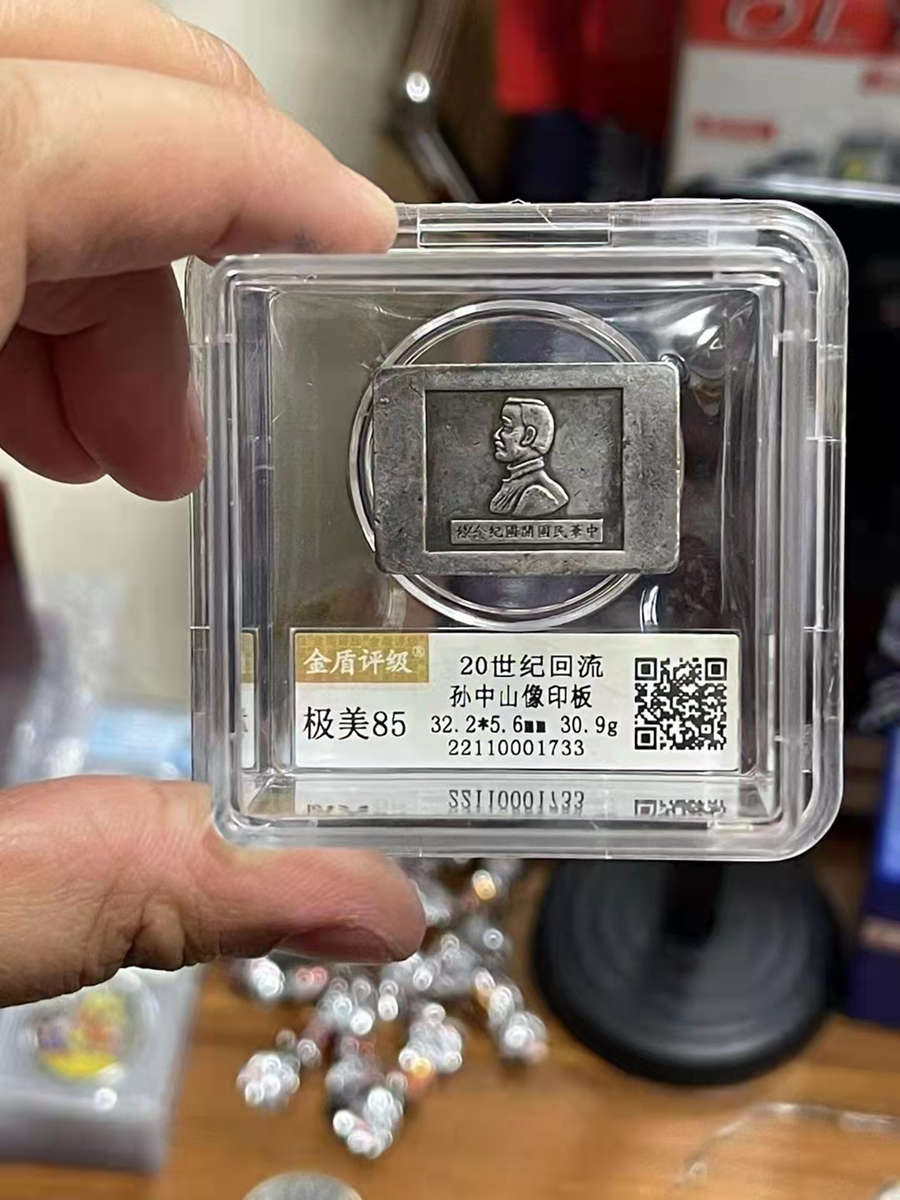 中華民國開國紀念幣
金盾评级®
20世纪回流
孙中山像印板
极美85
32.2*5.6mm 30.9g
22110001733